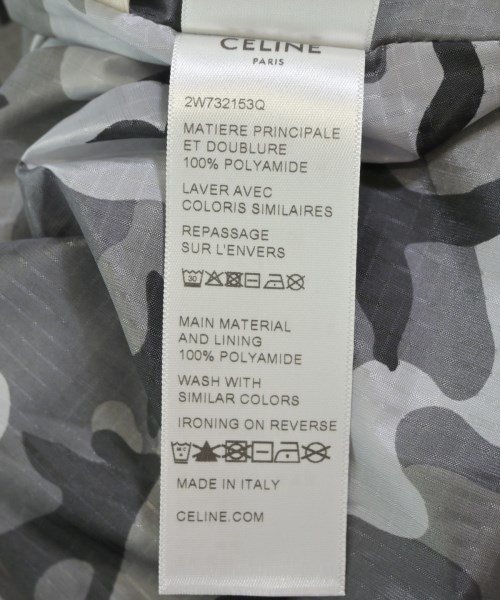 CELINE
PARIS
2W732153Q
MATIERE PRINCIPALE
ET DOUBLURE
100% POLYAMIDE
LAVER AVEC
COLORIS SIMILAIRES
REPASSAGE
SUR L'ENVERS
30
MAIN MATERIAL
AND LINING
100% POLYAMIDE
WASH WITH
SIMILAR COLORS
IRONING ON REVERSE
MADE IN ITALY
CELINE.COM